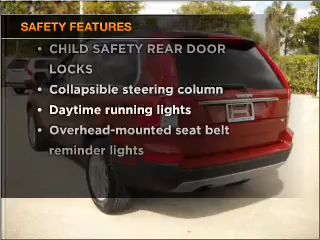 SAFETY FEATURES
• CHILD SAFETY REAR DOOR
LOCKS
• Collapsible steering column
• Daytime running lights
• Overhead-mounted seat belt
reminder lights
VOLVO